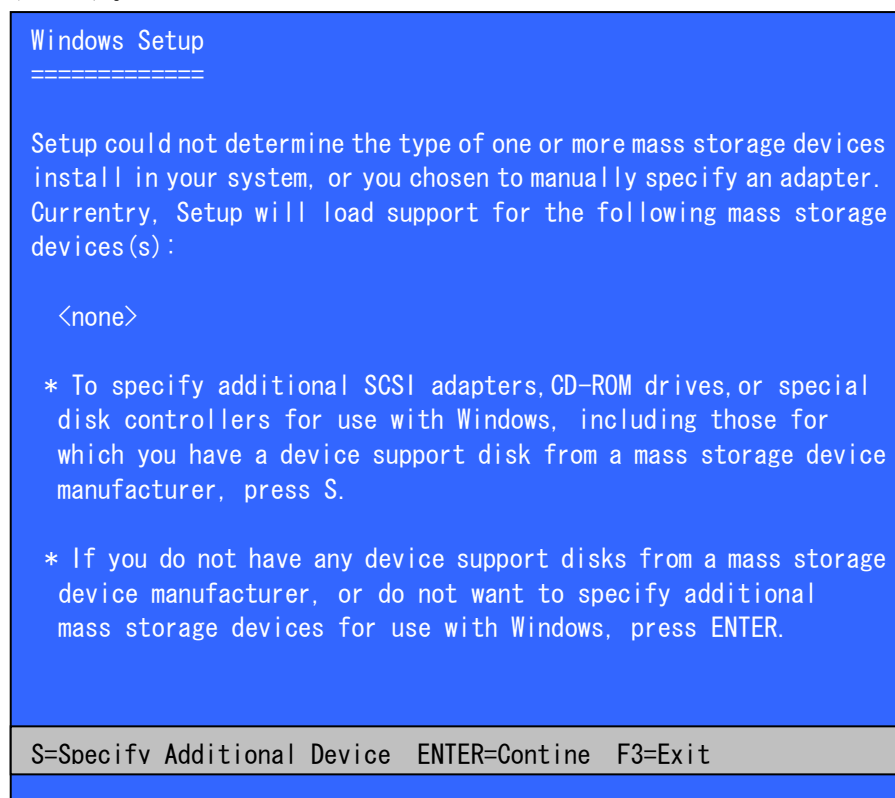 Windows Setup
=============
Setup could not determine the type of one or more mass storage devices
install in your system, or you chosen to manually specify an adapter.
Currentry, Setup will load support for the following mass storage
devices(s):
<none>
* To specify additional SCSI adapters,CD-ROM drives,or special
disk controllers for use with Windows, including those for
which you have a device support disk from a mass storage device
manufacturer, press S.
* If you do not have any device support disks from a mass storage
device manufacturer, or do not want to specify additional
mass storage devices for use with Windows, press ENTER.
S=Specify Additional Device ENTER=Contine F3=Exit